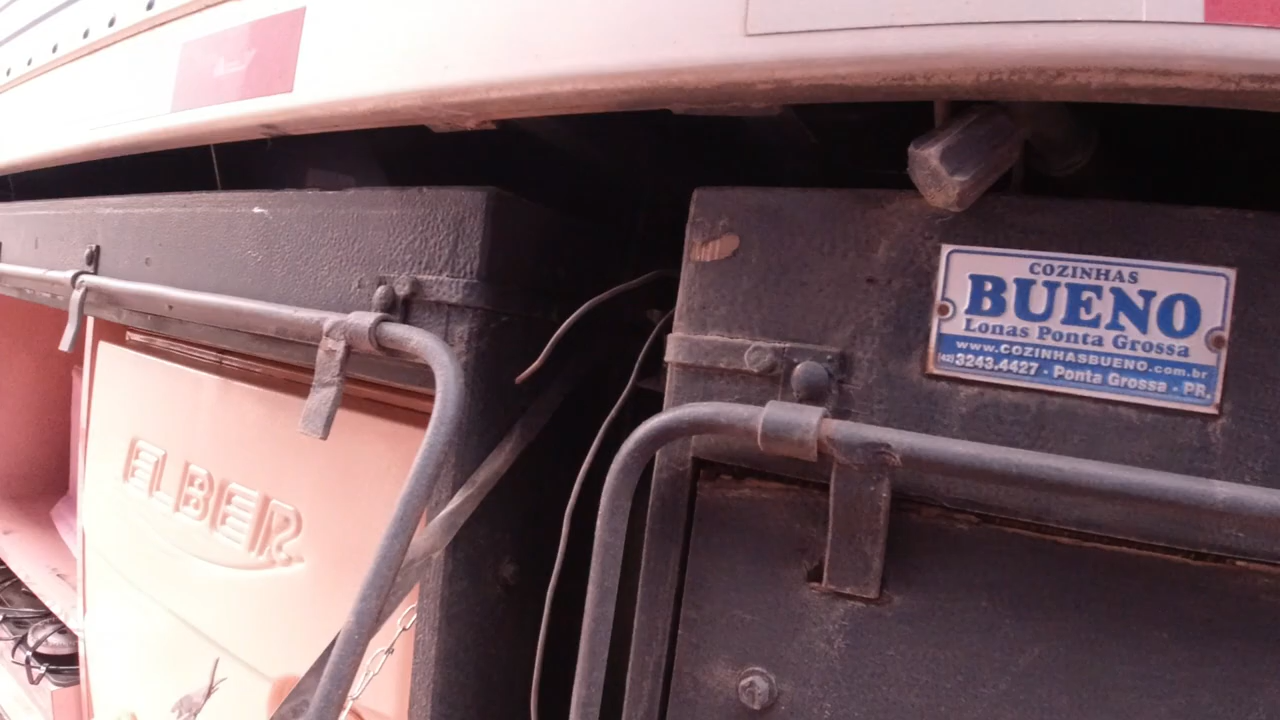 ELBER
COZINHAS
BUENO
Lonas Ponta Grossa
www.COZINHASBUENO.com.br
(42)3243.4427 - Ponta Grossa - PR.